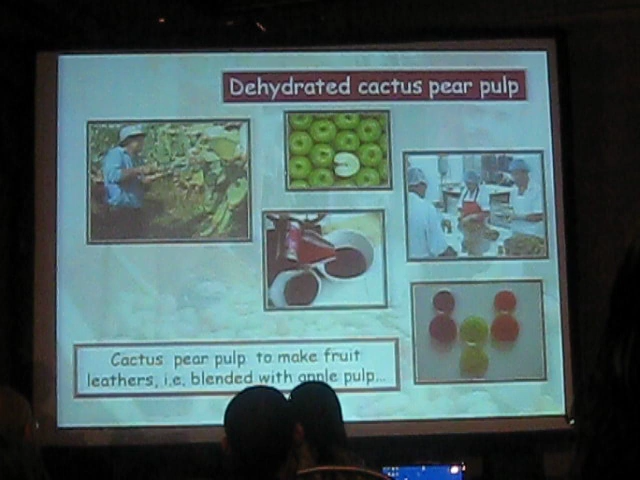 Dehydrated cactus pear pulp
Cactus pear pulp to make fruit
leathers, i.e. blended with apple pulp...